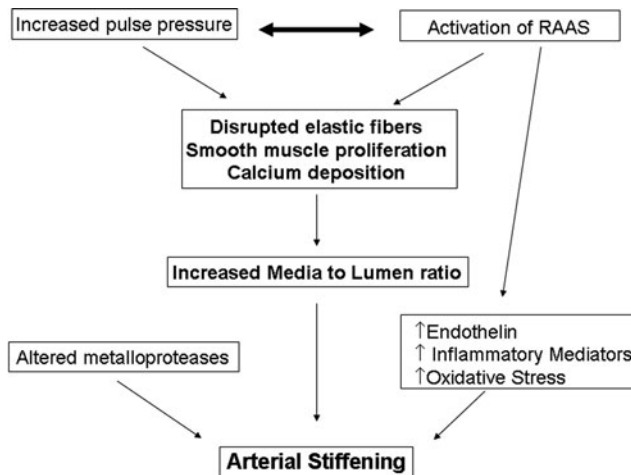 Increased pulse pressure
Activation of RAAS
Disrupted elastic fibers
Smooth muscle proliferation
Calcium deposition
Increased Media to Lumen ratio
Altered metalloproteases
↑Endothelin
↑ Inflammatory Mediators
↑Oxidative Stress
Arterial Stiffening